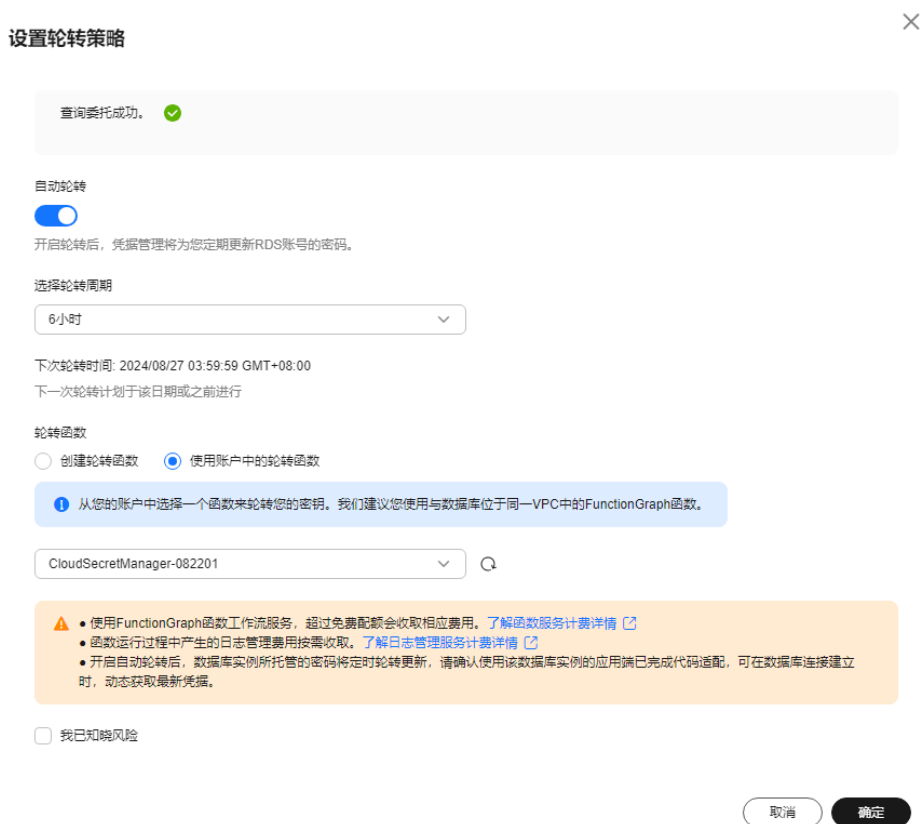 设置轮转策略
查询委托成功。
自动轮转
开启轮转后，凭据管理将为您定期更新RDS账号的密码。
选择轮转周期
6小时
下次轮转时间: 2024/08/27 03:59:59 GMT+08:00
下一次轮转计划于该日期或之前进行
轮转函数
创建轮转函数 使用账户中的轮转函数
从您的账户中选择一个函数来轮转您的密钥。我们建议您使用与数据库位于同一VPC中的FunctionGraph函数。
CloudSecretManager-082201
● 使用FunctionGraph函数工作流服务，超过免费配额会收取相应费用。了解函数服务计费详情
● 函数运行过程中产生的日志管理费用按需收取。了解日志管理服务计费详情
● 开启自动轮转后，数据库实例所托管的密码将定时轮转更新，请确认使用该数据库实例的应用端已完成代码适配，可在数据库连接建立
时，动态获取最新凭据。
我已知晓风险
取消 确定